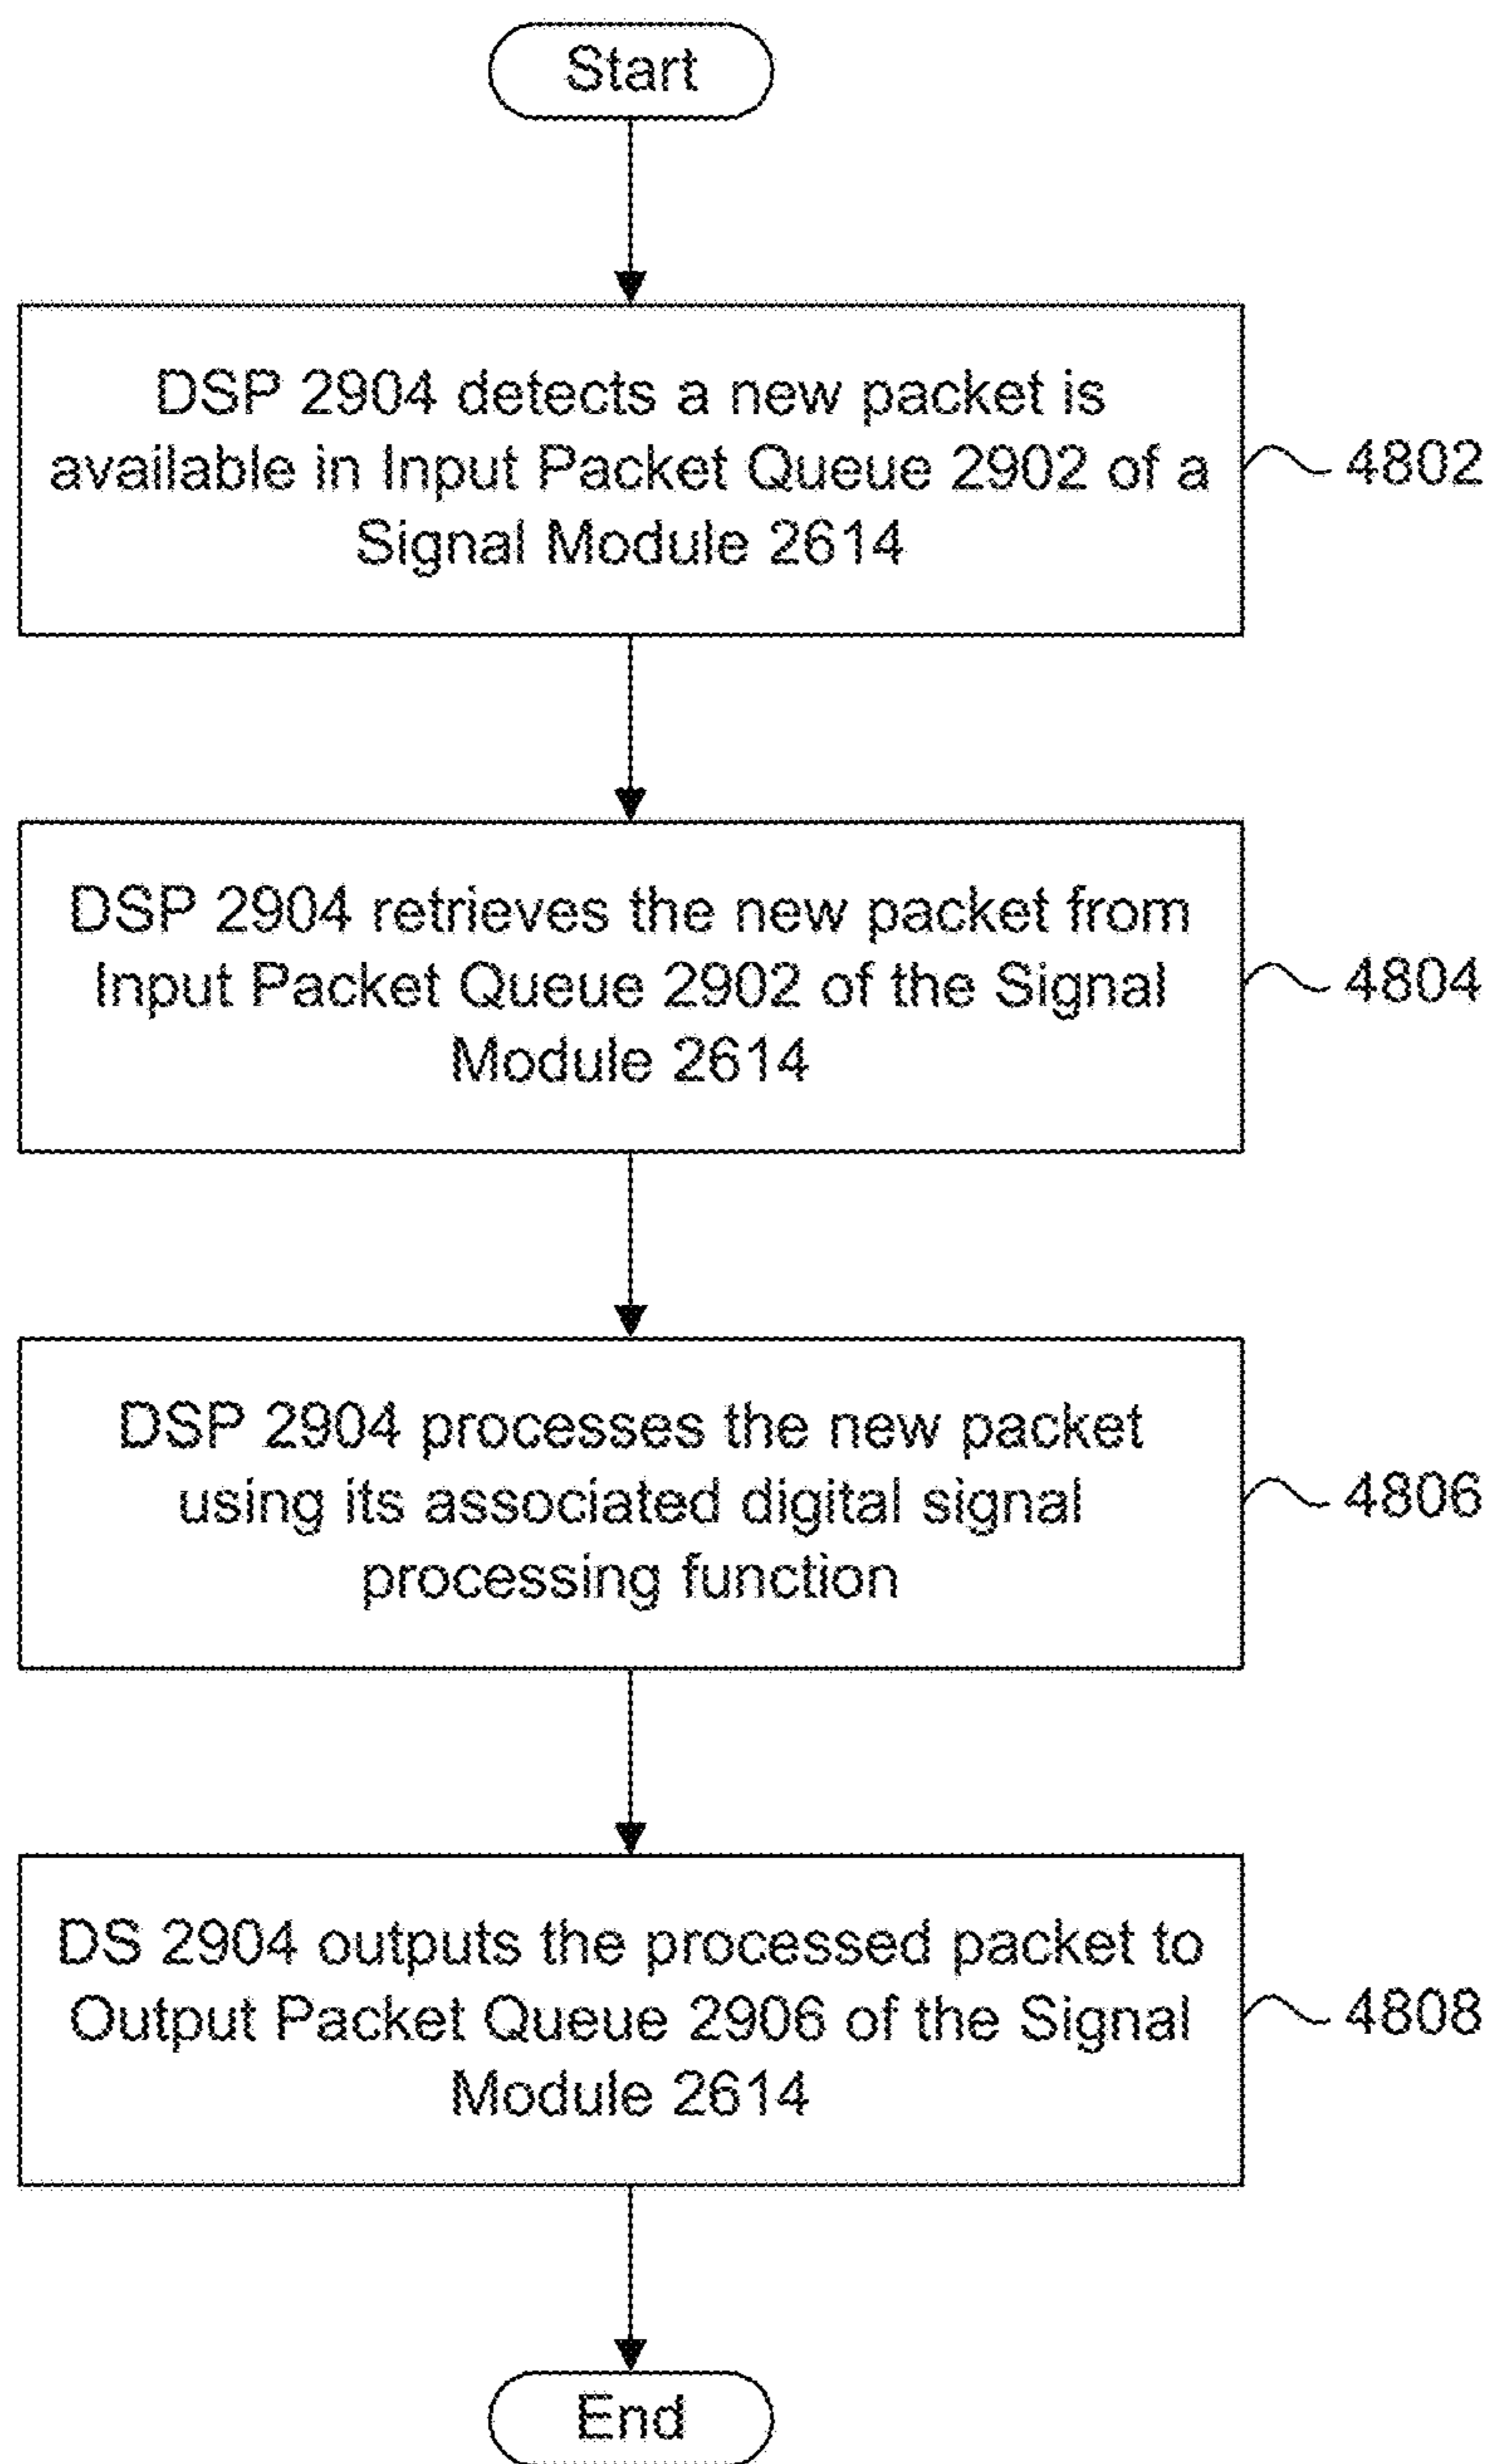 Start
DSP 2904 detects a new packet is
available in Input Packet Queue 2902 of a
Signal Module 2614
4802
DSP 2904 retrieves the new packet from
Input Packet Queue 2902 of the Signal
Module 2614
4804
DSP 2904 processes the new packet
using its associated digital signal
processing function
4806
DS 2904 outputs the processed packet to
Output Packet Queue 2906 of the Signal
Module 2614
4808
End